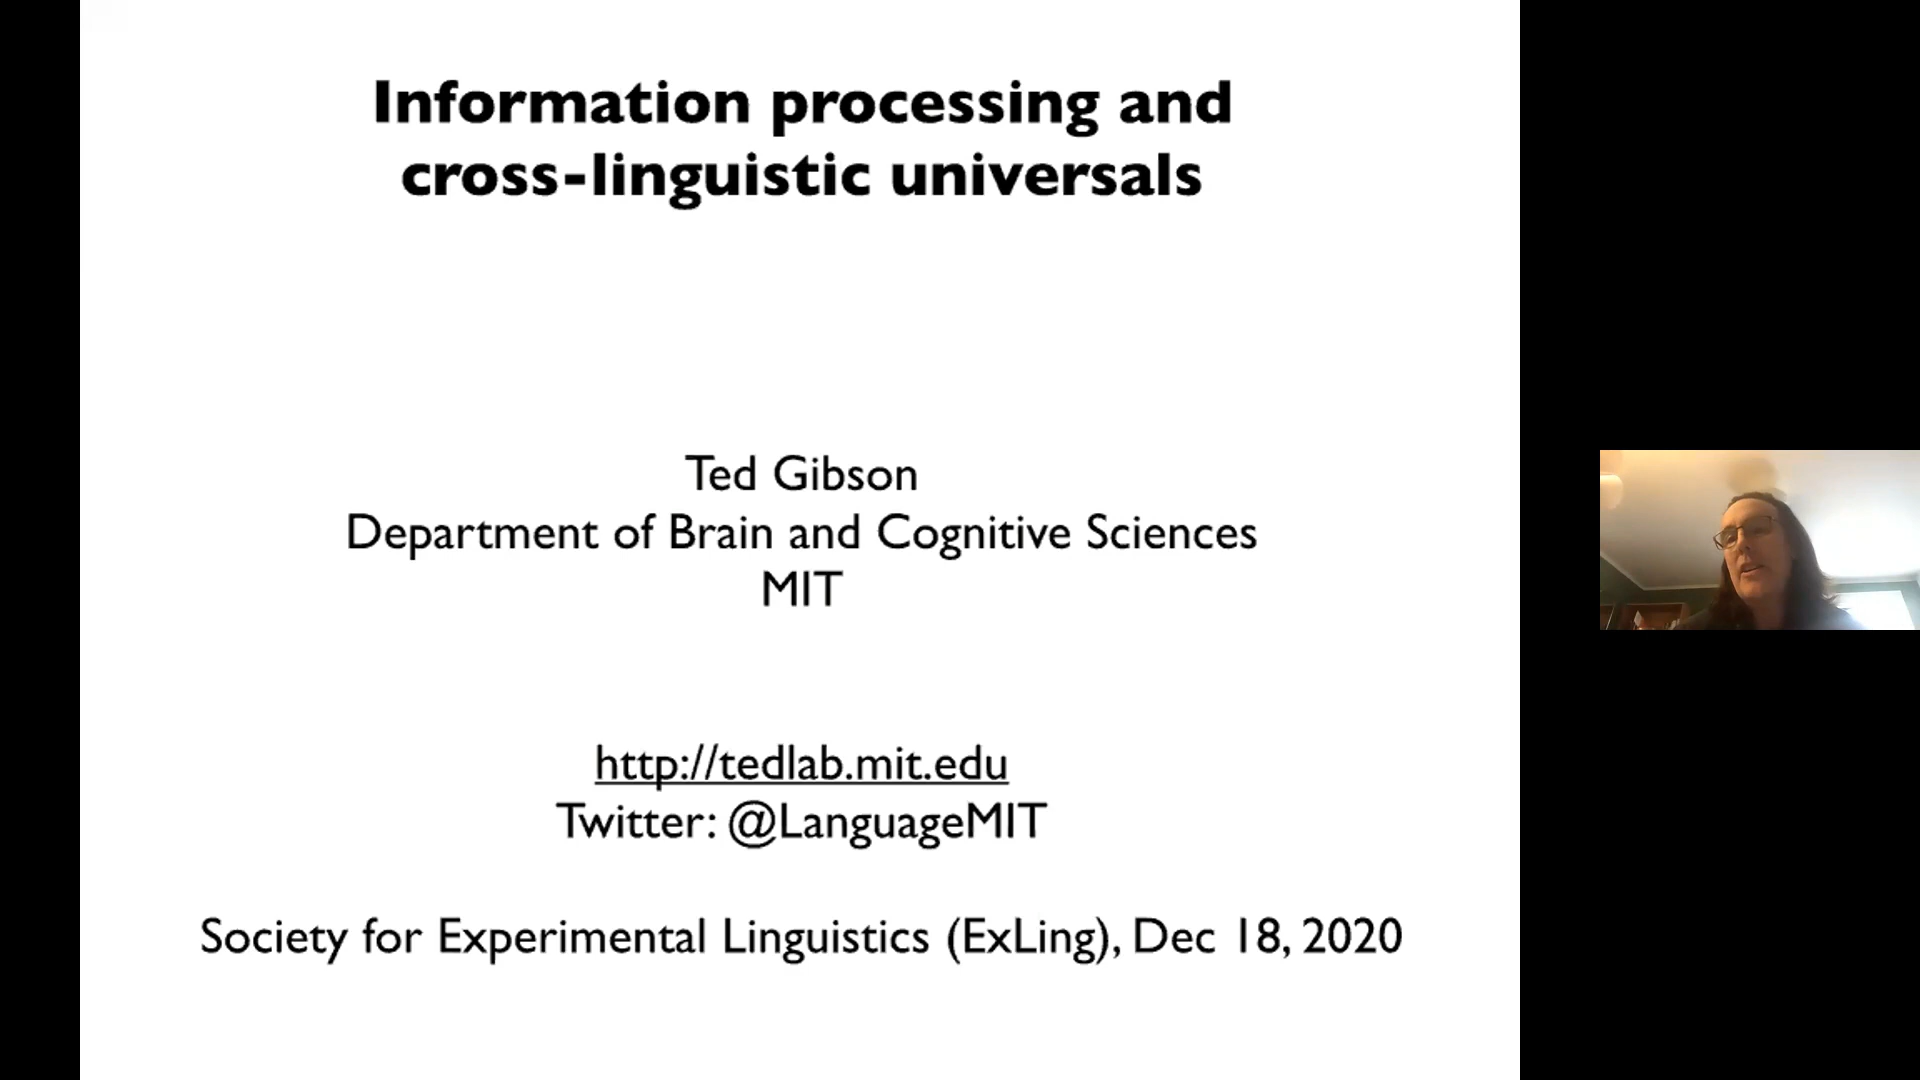 Information processing and
cross-linguistic universals
Ted Gibson
Department of Brain and Cognitive Sciences
MIT
http://tedlab.mit.edu
Twitter: @LanguageMIT
Society for Experimental Linguistics (ExLing), Dec 18, 2020